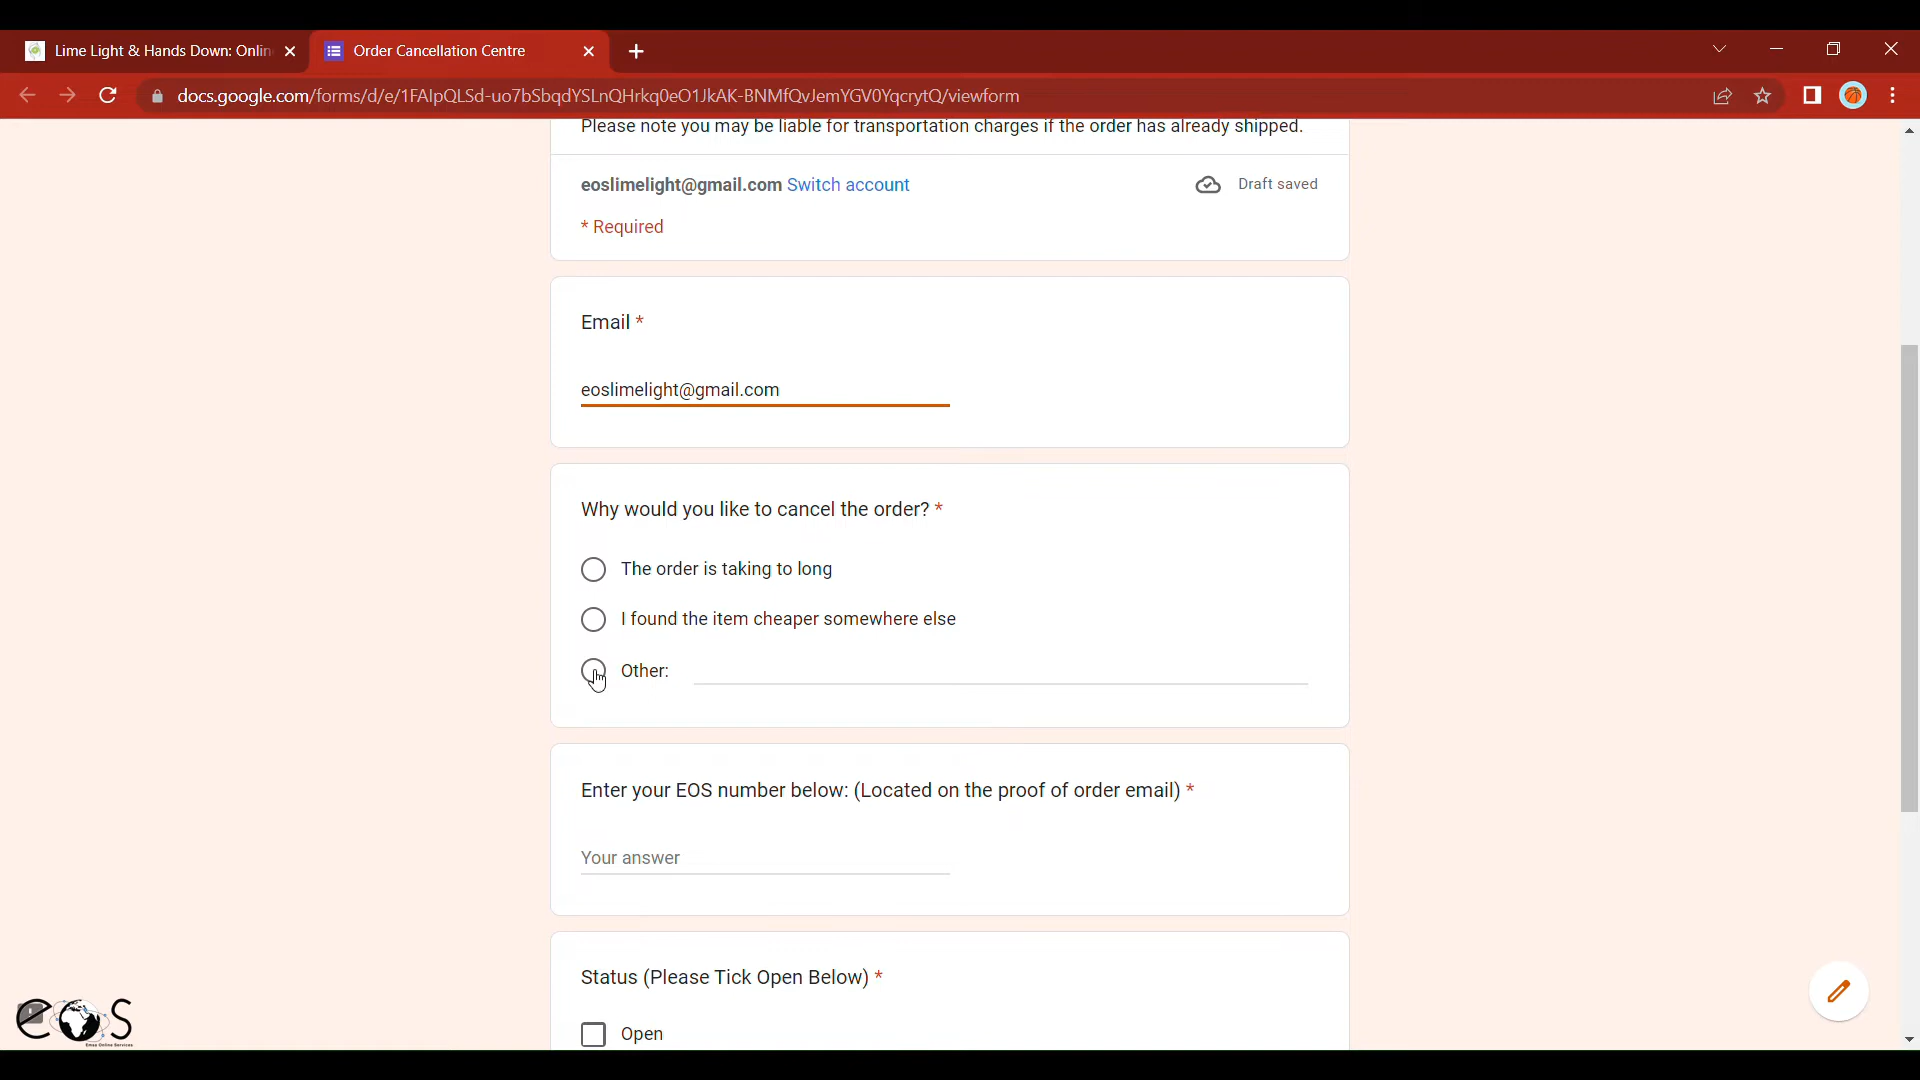 Lime Light & Hands Down: Onlin
Order Cancellation Centre
docs.google.com/forms/d/e/1FAIpQLSd-uo7bSbqdYSLnQHrkq0eO1JkAK-BNMfQvJemYGV0YqcrytQ/viewform
Please note you may be liable for transportation charges if the order has already shipped.
eoslimelight@gmail.com Switch account
Draft saved
* Required
Email *
eoslimelight@gmail.com
Why would you like to cancel the order? *
The order is taking to long
I found the item cheaper somewhere else
Other:
Enter your EOS number below: (Located on the proof of order email) *
Your answer
Status (Please Tick Open Below) *
Open
eos
Emsa Online Services